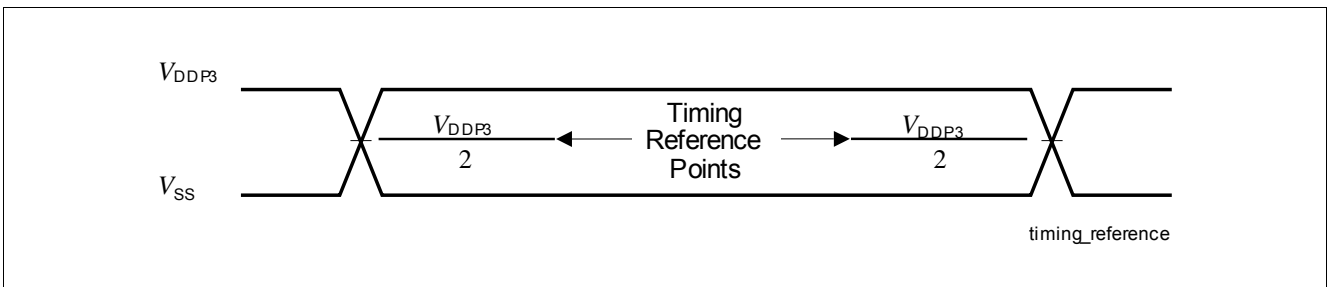 VDDP3
VDDP3
2
Timing
Reference
Points
VDDP3
2
VSS
timing_reference